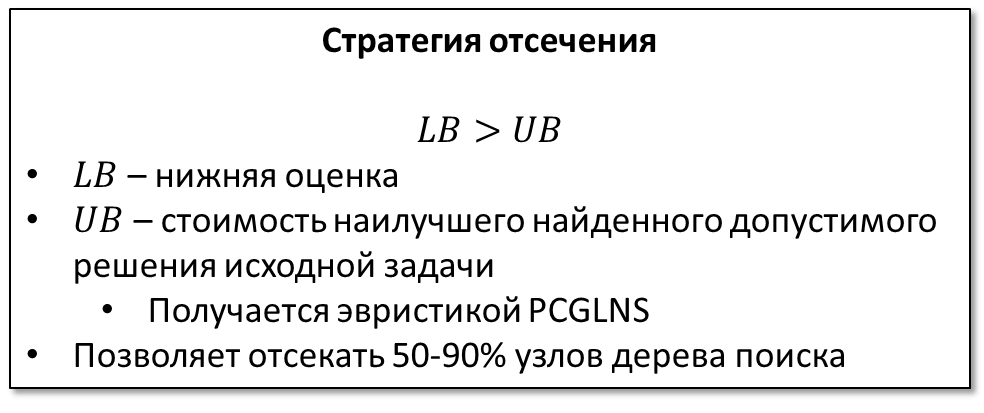 Стратегия отсечения
LB > UB
• LB – нижняя оценка
• UB – стоимость наилучшего найденного допустимого
решения исходной задачи
• Получается эвристикой PCGLNS
• Позволяет отсекать 50-90% узлов дерева поиска